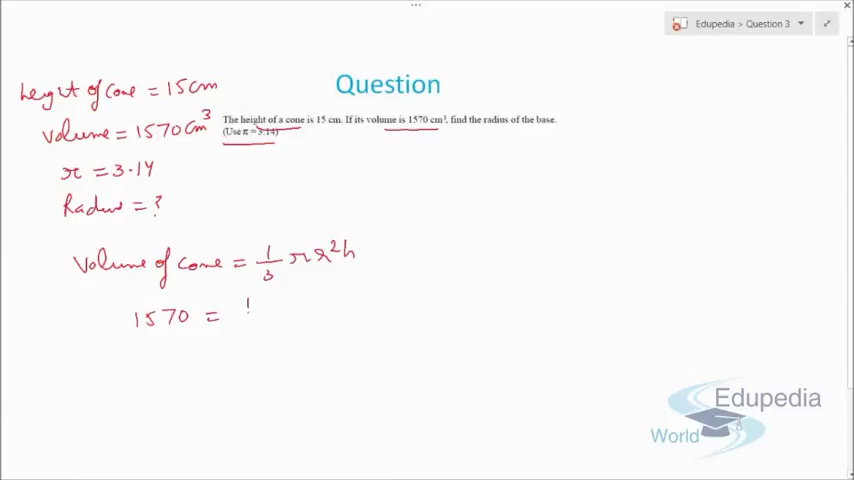 Edupedia > Question 3
Question
The height of a cone is 15 cm. If its volume is 1570 cm³, find the radius of the base.
(Use π = 3.14)
height of cone = 15cm
volume = 1570 cm³
π = 3.14
Radius = ?
Volume of cone = 1/3 π r²h
1570 =
Edupedia
World